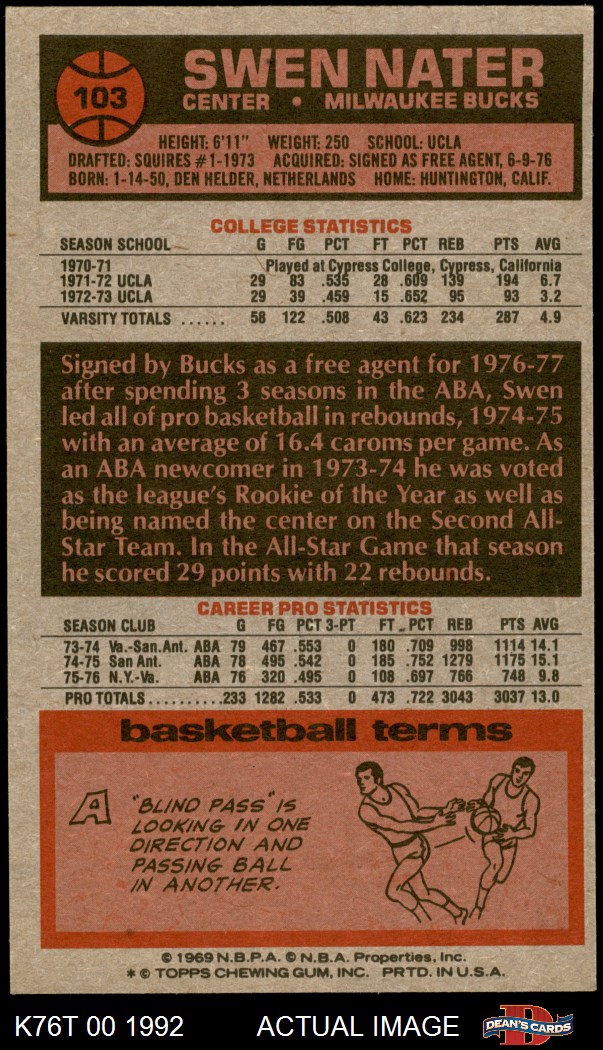 103
SWEN NATER
CENTER • MILWAUKEE BUCKS
HEIGHT: 6'11" WEIGHT: 250 SCHOOL: UCLA
DRAFTED: SQUIRES #1-1973 ACQUIRED: SIGNED AS FREE AGENT, 6-9-76
BORN: 1-14-50, DEN HELDER, NETHERLANDS HOME: HUNTINGTON, CALIF.
COLLEGE STATISTICS
SEASON SCHOOL G FG PCT FT PCT REB PTS AVG
1970-71 Played at Cypress College, Cypress, California
1971-72 UCLA 29 83 .535 28 .609 139 194 6.7
1972-73 UCLA 29 39 .459 15 .652 95 93 3.2
VARSITY TOTALS ...... 58 122 .508 43 .623 234 287 4.9
Signed by Bucks as a free agent for 1976-77
after spending 3 seasons in the ABA, Swen
led all of pro basketball in rebounds, 1974-75
with an average of 16.4 caroms per game. As
an ABA newcomer in 1973-74 he was voted
as the league's Rookie of the Year as well as
being named the center on the Second All-
Star Team. In the All-Star Game that season
he scored 29 points with 22 rebounds.
CAREER PRO STATISTICS
SEASON CLUB G FG PCT 3-PT FT PCT REB PTS AVG
73-74 Va.-San.Ant. ABA 79 467 .553 0 180 .709 998 1114 14.1
74-75 San Ant. ABA 78 495 .542 0 185 .752 1279 1175 15.1
75-76 N.Y.-Va. ABA 76 320 .495 0 108 .697 766 748 9.8
PRO TOTALS..........233 1282 .533 0 473 .722 3043 3037 13.0
basketball terms
A "BLIND PASS" IS
LOOKING IN ONE
DIRECTION AND
PASSING BALL
IN ANOTHER.
© 1969 N.B.P.A. © N.B.A. Properties, Inc.
* © TOPPS CHEWING GUM, INC. PRTD. IN U.S.A.
K76T 00 1992 ACTUAL IMAGE D DEAN'S CARDS